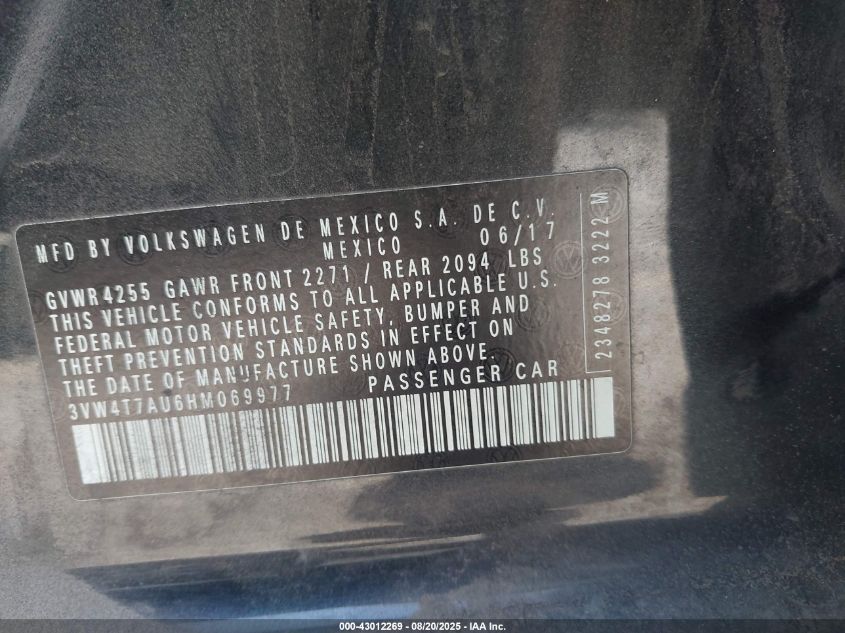 MFD BY VOLKSWAGEN DE MEXICO S.A. DE C.V.
MEXICO 06/17
GVWR4255 GAWR FRONT 2271 / REAR 2094 LBS
THIS VEHICLE CONFORMS TO ALL APPLICABLE U.S.
FEDERAL MOTOR VEHICLE SAFETY, BUMPER AND
THEFT PREVENTION STANDARDS IN EFFECT ON
THE DATE OF MANUFACTURE SHOWN ABOVE.
3VW4T7AU6HM069977 PASSENGER CAR
2348278 3222 M
000-43012269 - 08/20/2025 - IAA Inc.